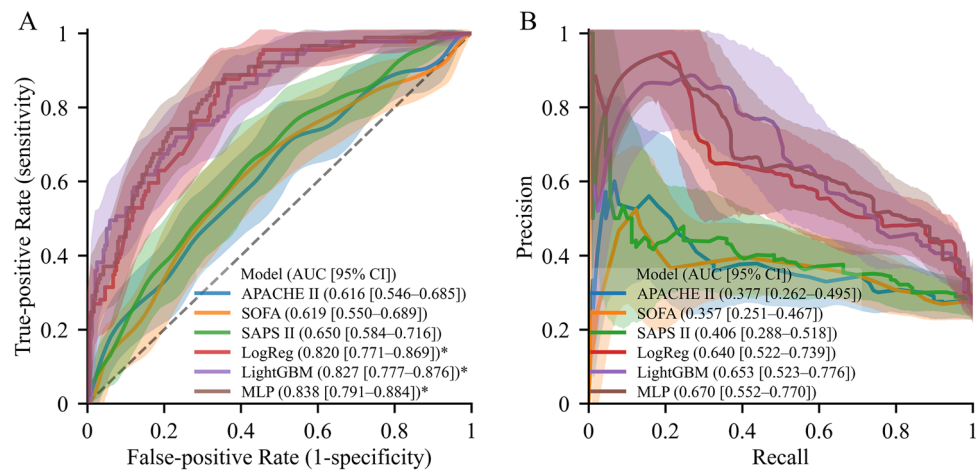 A
True-positive Rate (sensitivity)
1
0.8
0.6
0.4
0.2
0
Model (AUC [95% CI])
APACHE II (0.616 [0.546–0.685])
SOFA (0.619 [0.550–0.689])
SAPS II (0.650 [0.584–0.716])
LogReg (0.820 [0.771–0.869])*
LightGBM (0.827 [0.777–0.876])*
MLP (0.838 [0.791–0.884])*
0 0.2 0.4 0.6 0.8 1
False-positive Rate (1-specificity)
B
Precision
1
0.8
0.6
0.4
0.2
0
Model (AUC [95% CI])
APACHE II (0.377 [0.262–0.495])
SOFA (0.357 [0.251–0.467])
SAPS II (0.406 [0.288–0.518])
LogReg (0.640 [0.522–0.739])
LightGBM (0.653 [0.523–0.776])
MLP (0.670 [0.552–0.770])
0 0.2 0.4 0.6 0.8 1
Recall